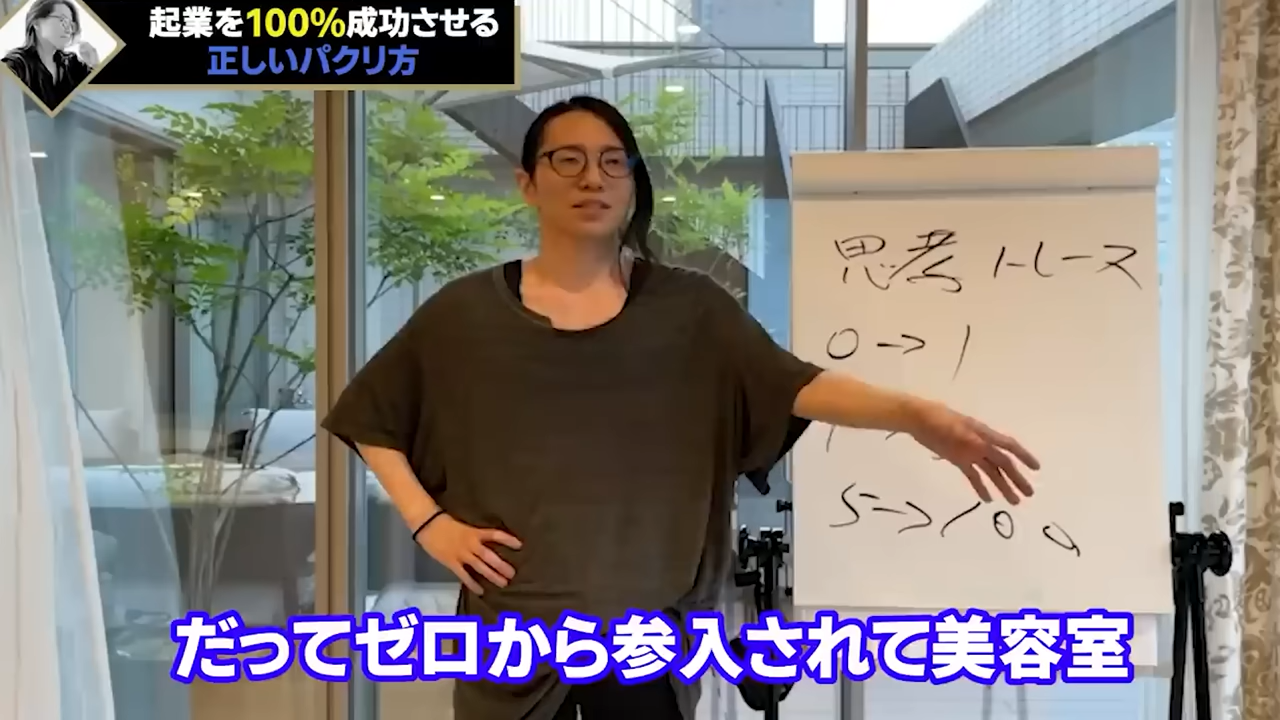 起業を100%成功させる
正しいパクリ方
思考トレース
0→1
5→100
だってゼロから参入されて美容室